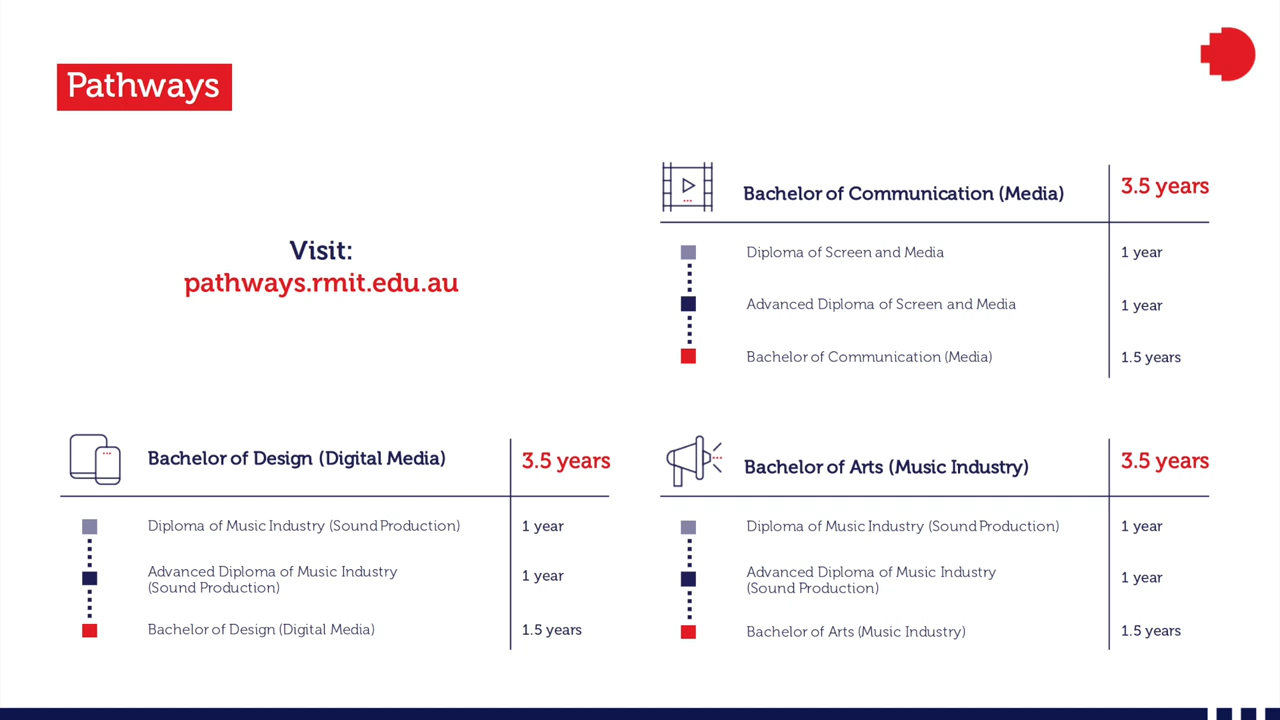 Pathways
Visit:
pathways.rmit.edu.au
Bachelor of Communication (Media) 3.5 years
Diploma of Screen and Media 1 year
Advanced Diploma of Screen and Media 1 year
Bachelor of Communication (Media) 1.5 years
Bachelor of Design (Digital Media) 3.5 years
Diploma of Music Industry (Sound Production) 1 year
Advanced Diploma of Music Industry
(Sound Production) 1 year
Bachelor of Design (Digital Media) 1.5 years
Bachelor of Arts (Music Industry) 3.5 years
Diploma of Music Industry (Sound Production) 1 year
Advanced Diploma of Music Industry
(Sound Production) 1 year
Bachelor of Arts (Music Industry) 1.5 years